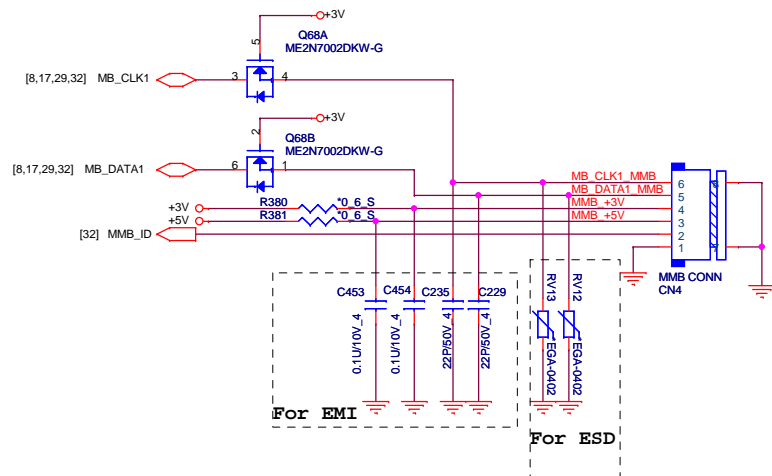 +3V
5
Q68A
ME2N7002DKW-G
[8,17,29,32] MB_CLK1
3
4
+3V
2
Q68B
ME2N7002DKW-G
[8,17,29,32] MB_DATA1
6
1
MB_CLK1_MMB
MB_DATA1_MMB
MMB_+3V
MMB_+5V
+3V
R380
*0_6_S
+5V
R381
*0_6_S
[32] MMB_ID
6
5
4
3
2
1
8
7
MMB CONN
CN4
C453
C454
C235
C229
0.1U/10V_4
0.1U/10V_4
22P/50V_4
22P/50V_4
RV13
RV12
EGA-0402
EGA-0402
For EMI
For ESD